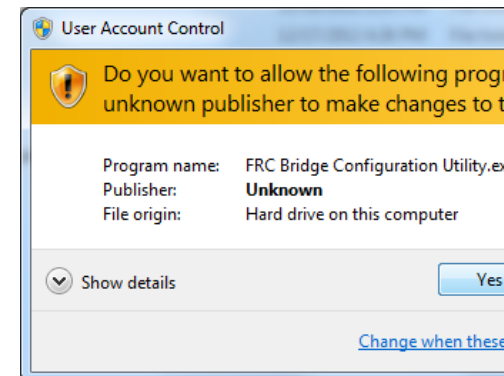 User Account Control
Do you want to allow the following progr
unknown publisher to make changes to t
Program name: FRC Bridge Configuration Utility.ex
Publisher: Unknown
File origin: Hard drive on this computer
Show details
Yes
Change when these